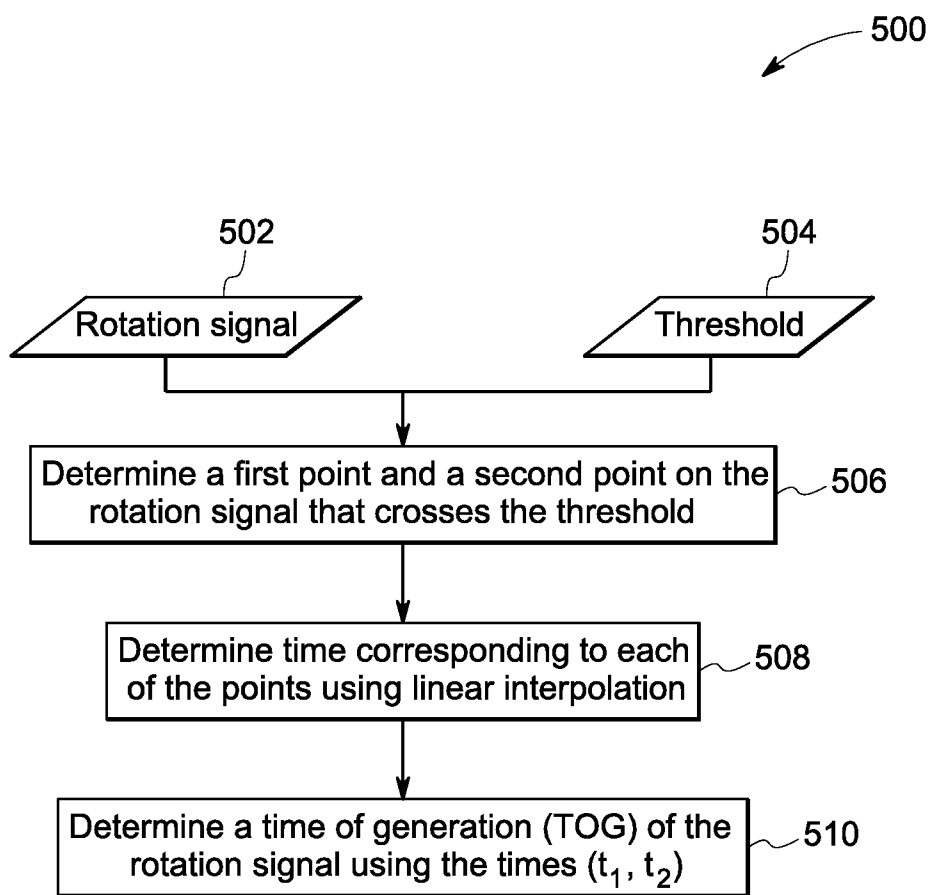 500
502
504
Rotation signal
Threshold
Determine a first point and a second point on the
rotation signal that crosses the threshold
506
Determine time corresponding to each
of the points using linear interpolation
508
Determine a time of generation (TOG) of the
rotation signal using the times (t₁, t₂)
510